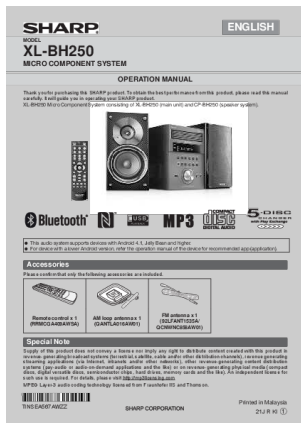 SHARP
ENGLISH
MODEL
XL-BH250
MICRO COMPONENT SYSTEM
OPERATION MANUAL
Thank you for purchasing this SHARP product. To obtain the best performance from this product, please read this manual
carefully. It will guide you in operating your SHARP product.
XL-BH250 Micro Component System consisting of XL-BH250 (main unit) and CP-BH250 (speaker system).
Bluetooth
N
USB
MP3
COMPACT
disc
DIGITAL AUDIO
5-DISC
CHANGER
with Play Exchange
This audio system supports devices with Android 4.1, Jelly Bean and higher.
For device with a lower Android version, refer the operation manual of the device for recommended app(application).
Accessories
Please confirm that only the following accessories are included.
Remote control x 1
AM loop antenna x 1
FM antenna x 1
Special Note
Supply of this product does not convey a license nor imply any right to distribute content created with this product in
revenue-generating broadcast systems (terrestrial, satellite, cable and/or other distribution channels), revenue-generating
streaming applications (via Internet, intranets and/or other networks), other revenue-generating content distribution
systems (pay-audio or audio-on-demand applications and the like) or on revenue-generating physical media (compact
discs, digital versatile discs, semiconductor chips, hard drives, memory cards and the like). An independent license for
such use is required. For details, please visit http://mp3licensing.com
MPEG Layer-3 audio coding technology licensed from Fraunhofer IIS and Thomson.
SHARP CORPORATION
Printed in Malaysia